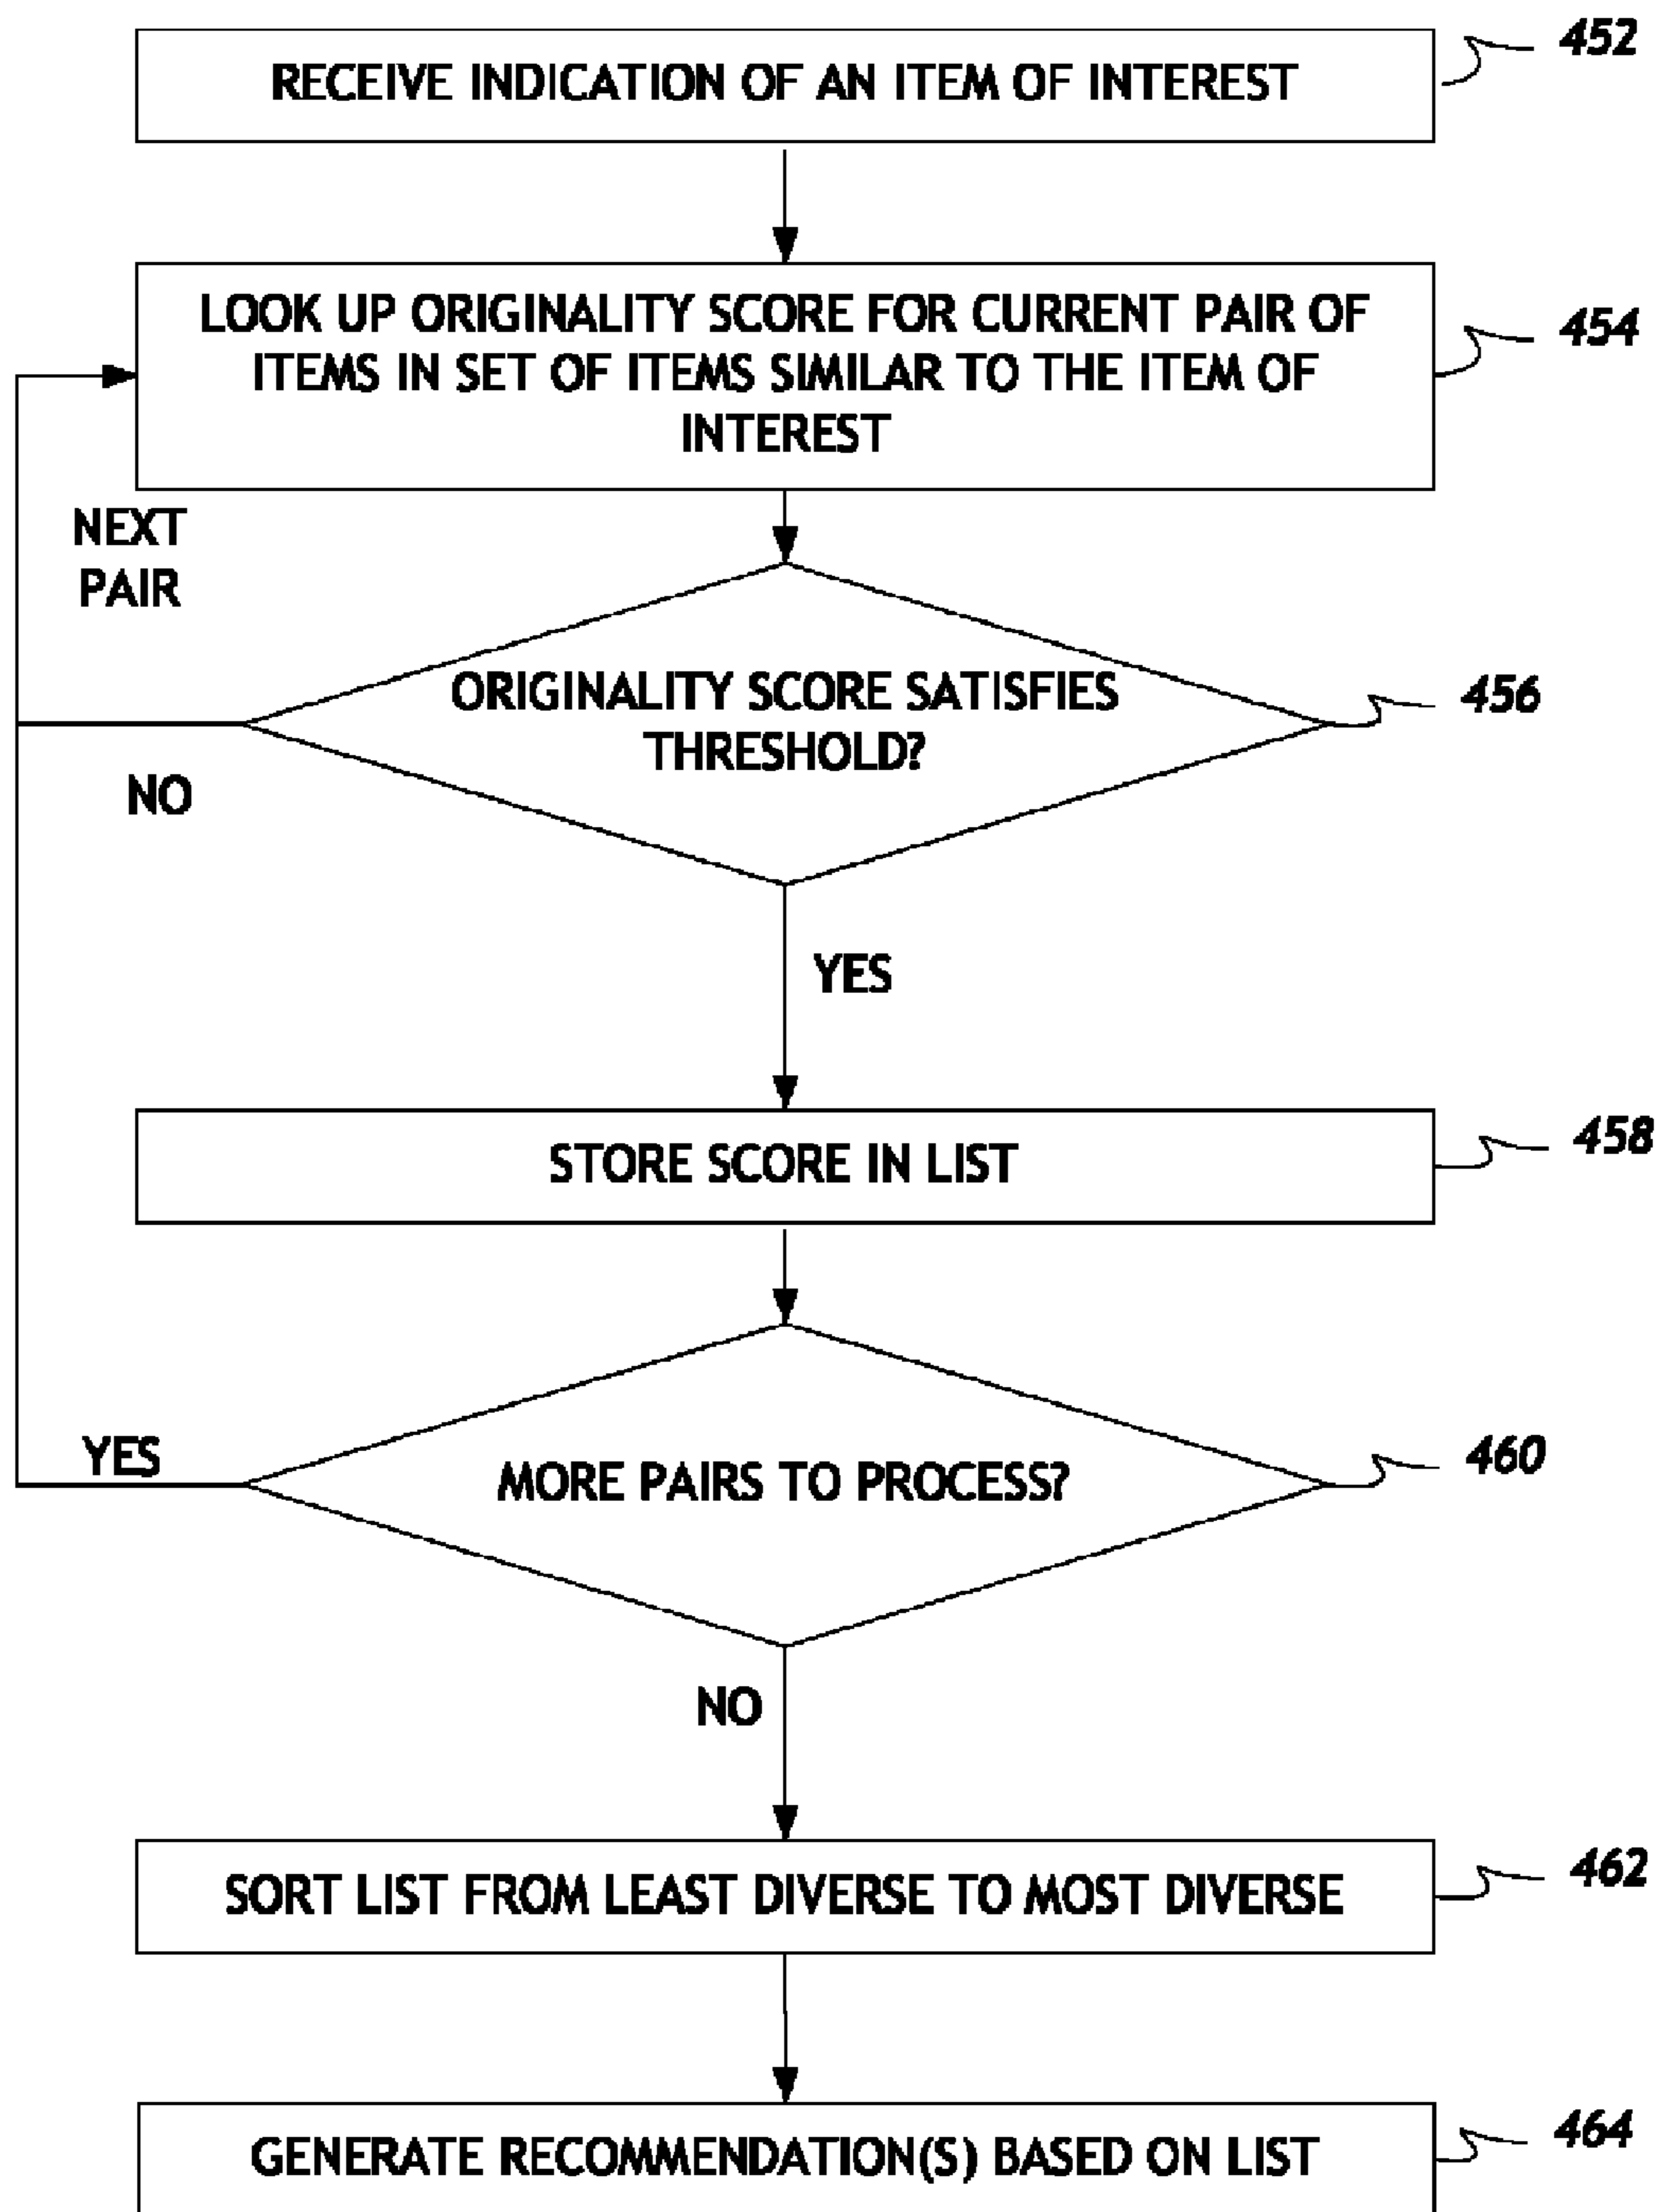 RECEIVE INDICATION OF AN ITEM OF INTEREST
452
LOOK UP ORIGINALITY SCORE FOR CURRENT PAIR OF
ITEMS IN SET OF ITEMS SIMILAR TO THE ITEM OF
INTEREST
454
NEXT
PAIR
ORIGINALITY SCORE SATISFIES
THRESHOLD?
456
NO
YES
STORE SCORE IN LIST
458
MORE PAIRS TO PROCESS?
460
YES
NO
SORT LIST FROM LEAST DIVERSE TO MOST DIVERSE
462
GENERATE RECOMMENDATION(S) BASED ON LIST
464